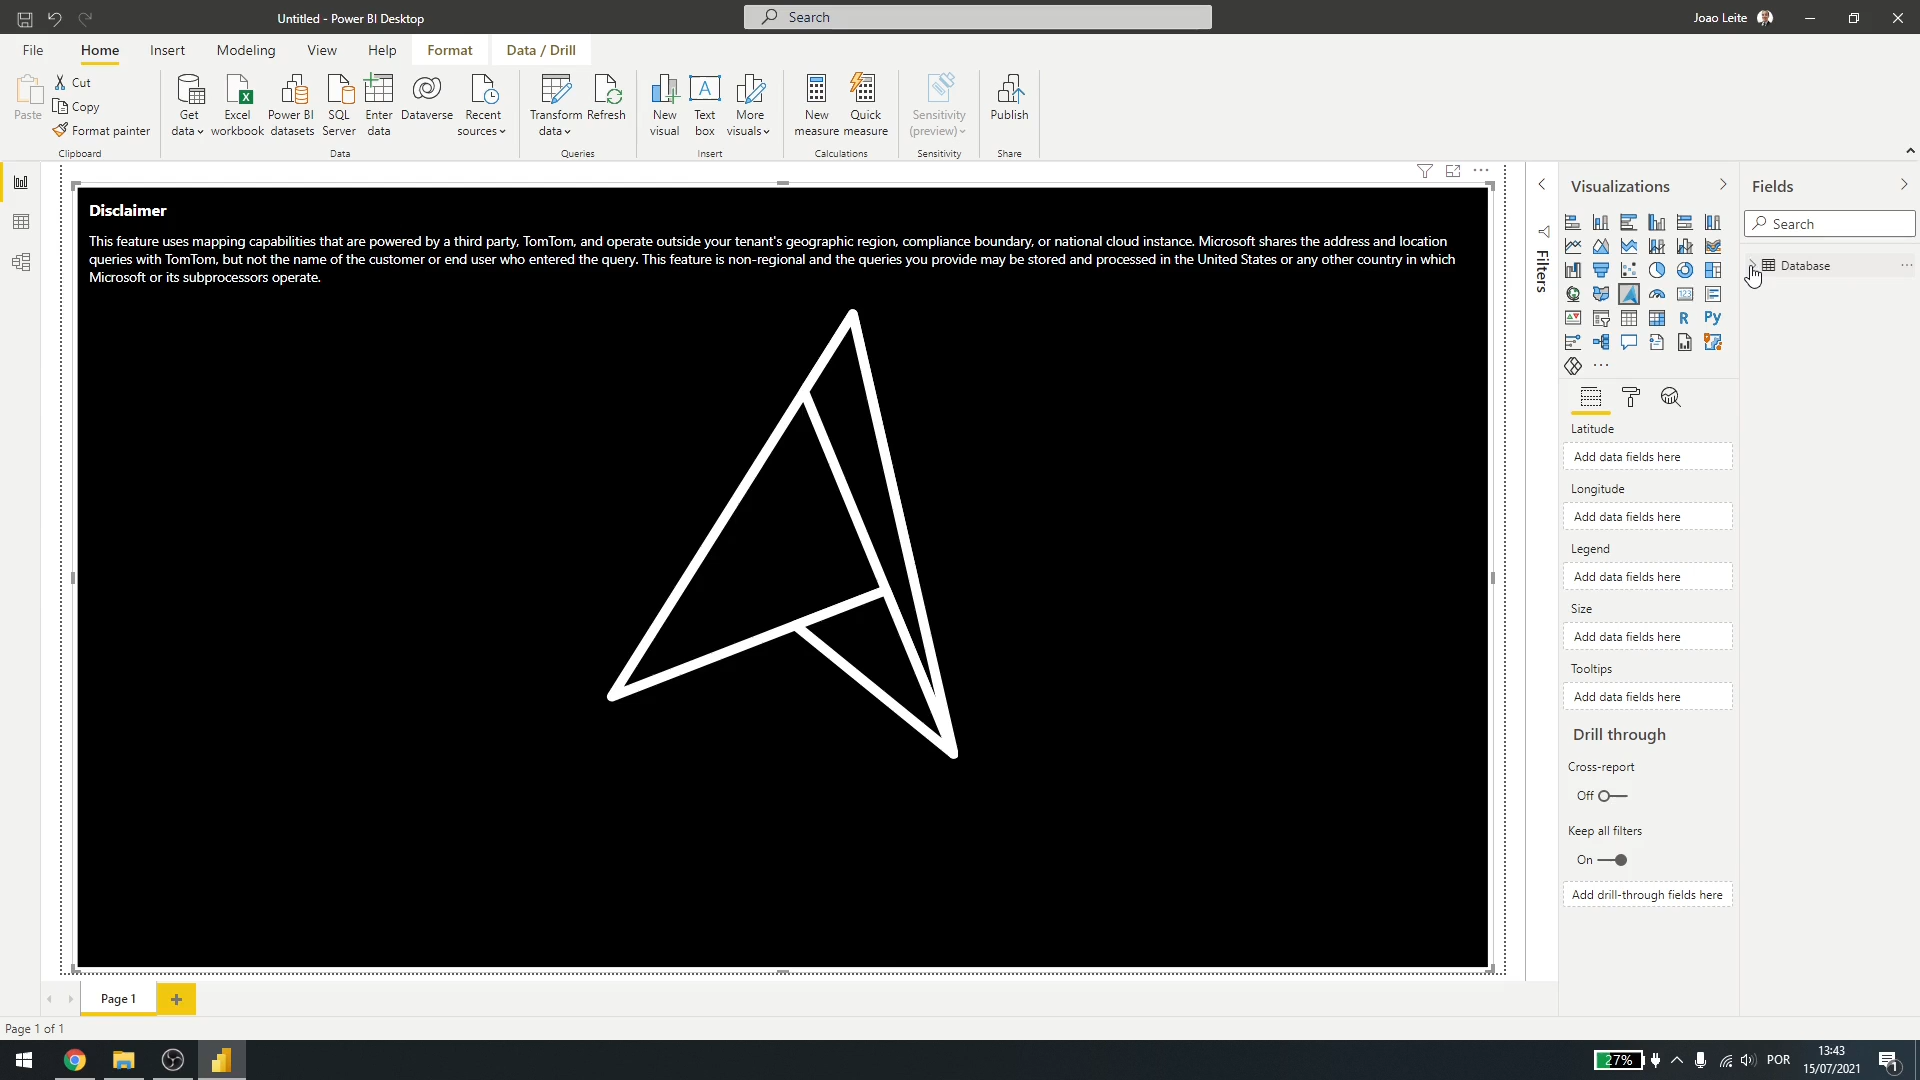 Untitled - Power BI Desktop
Search
Joao Leite
File Home Insert Modeling View Help Format Data / Drill
Paste
Cut
Copy
Format painter
Clipboard
Get data
Excel workbook
Power BI datasets
SQL Server
Enter data
Dataverse
Recent sources
Data
Transform data
Refresh
Queries
New visual
Text box
More visuals
Insert
New measure
Quick measure
Calculations
Sensitivity (preview)
Sensitivity
Publish
Share
Disclaimer
This feature uses mapping capabilities that are powered by a third party, TomTom, and operate outside your tenant's geographic region, compliance boundary, or national cloud instance. Microsoft shares the address and location
queries with TomTom, but not the name of the customer or end user who entered the query. This feature is non-regional and the queries you provide may be stored and processed in the United States or any other country in which
Microsoft or its subprocessors operate.
Filters
Visualizations
R Py
123
Latitude
Add data fields here
Longitude
Add data fields here
Legend
Add data fields here
Size
Add data fields here
Tooltips
Add data fields here
Drill through
Cross-report
Off
Keep all filters
On
Add drill-through fields here
Fields
Search
Database
Page 1
Page 1 of 1
27%
POR
13:43
15/07/2021
1